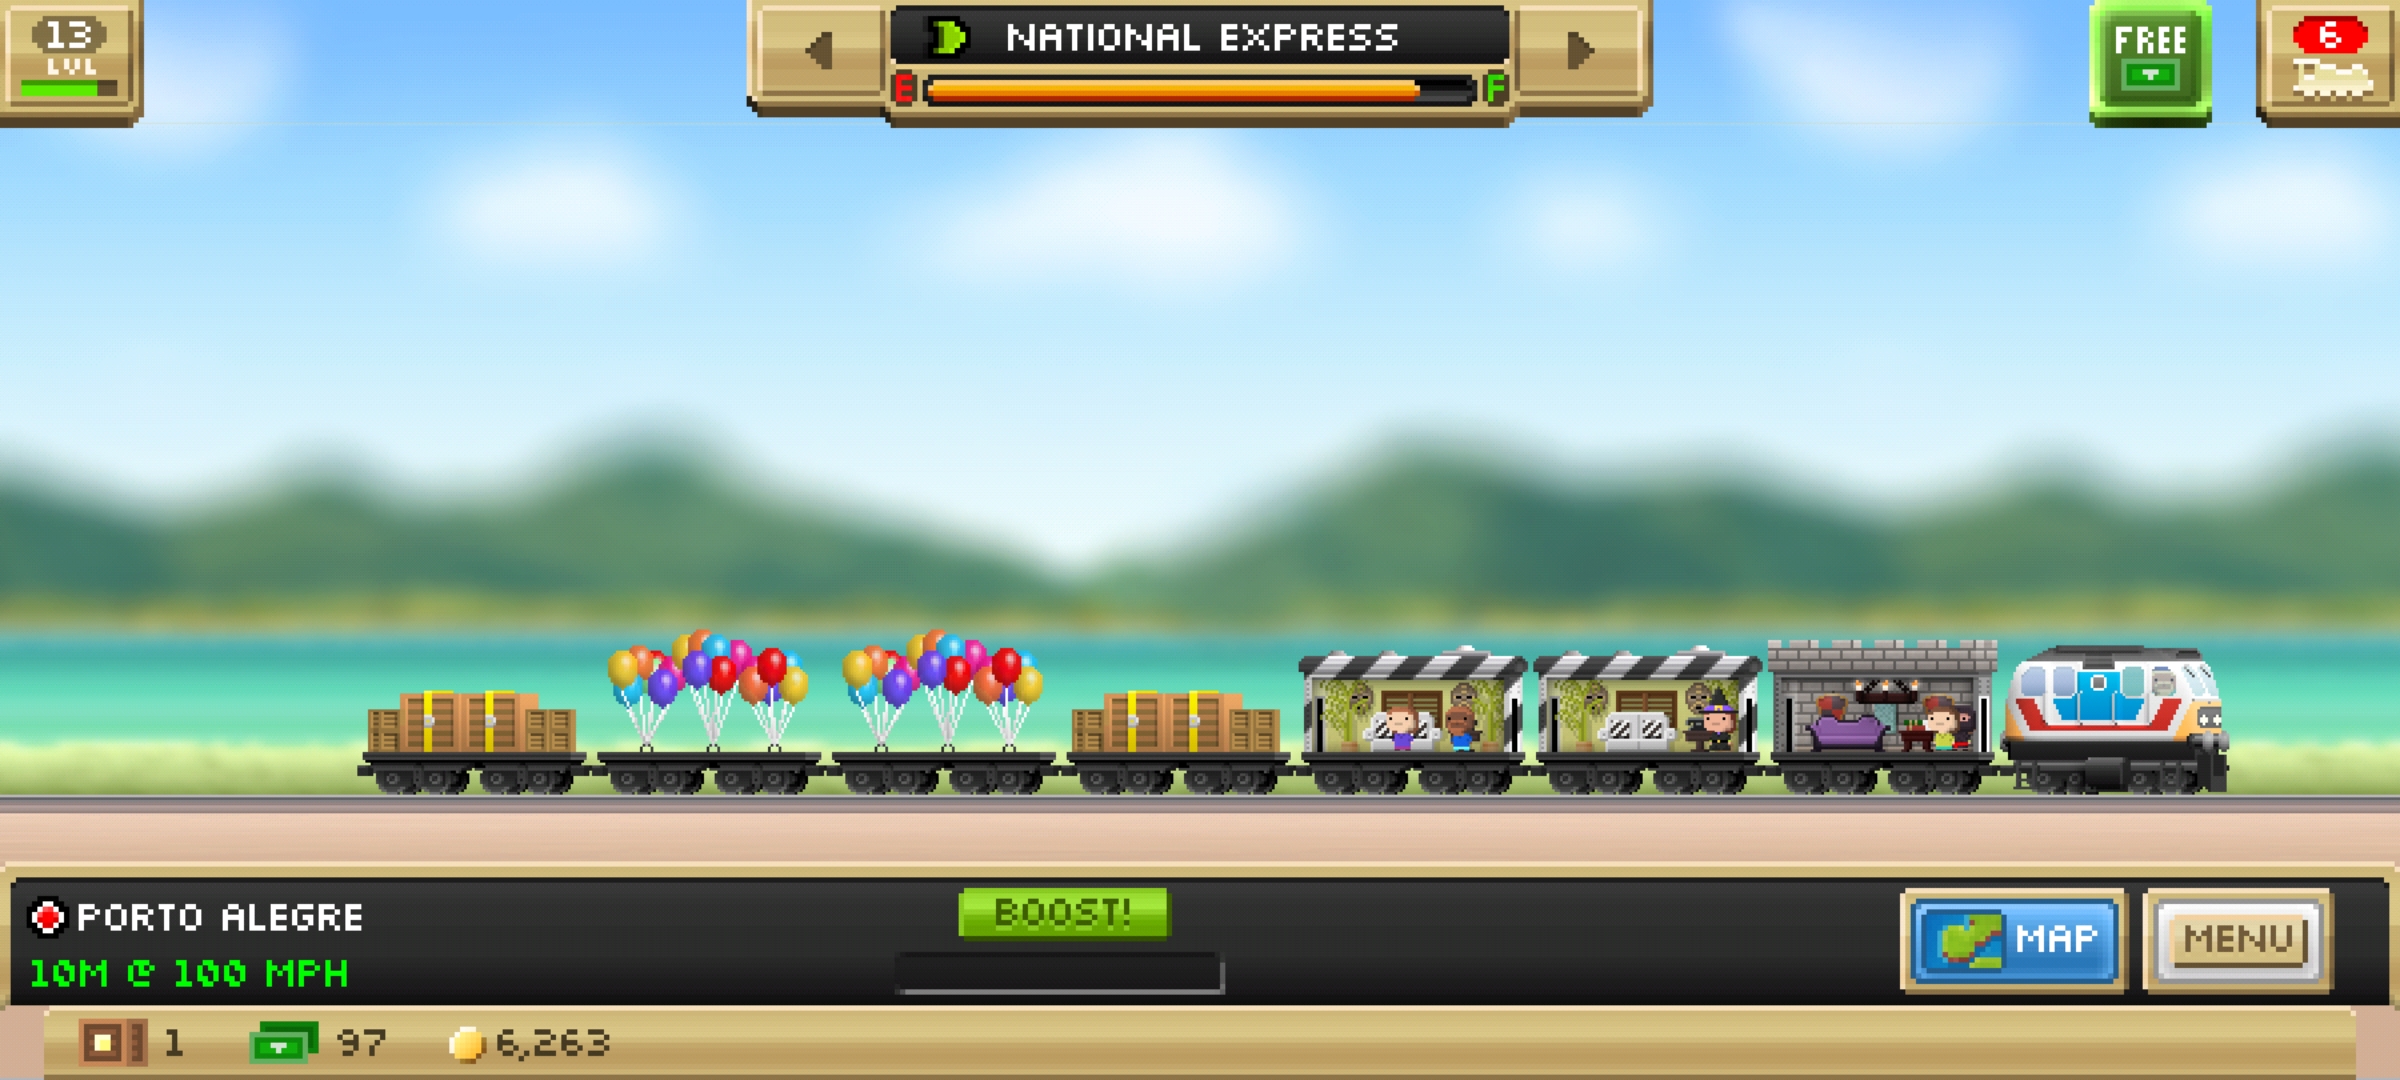 13
LVL
NATIONAL EXPRESS
E F
FREE
6
PORTO ALEGRE
10M @ 100 MPH
BOOST!
MAP
MENU
1 97 6,263